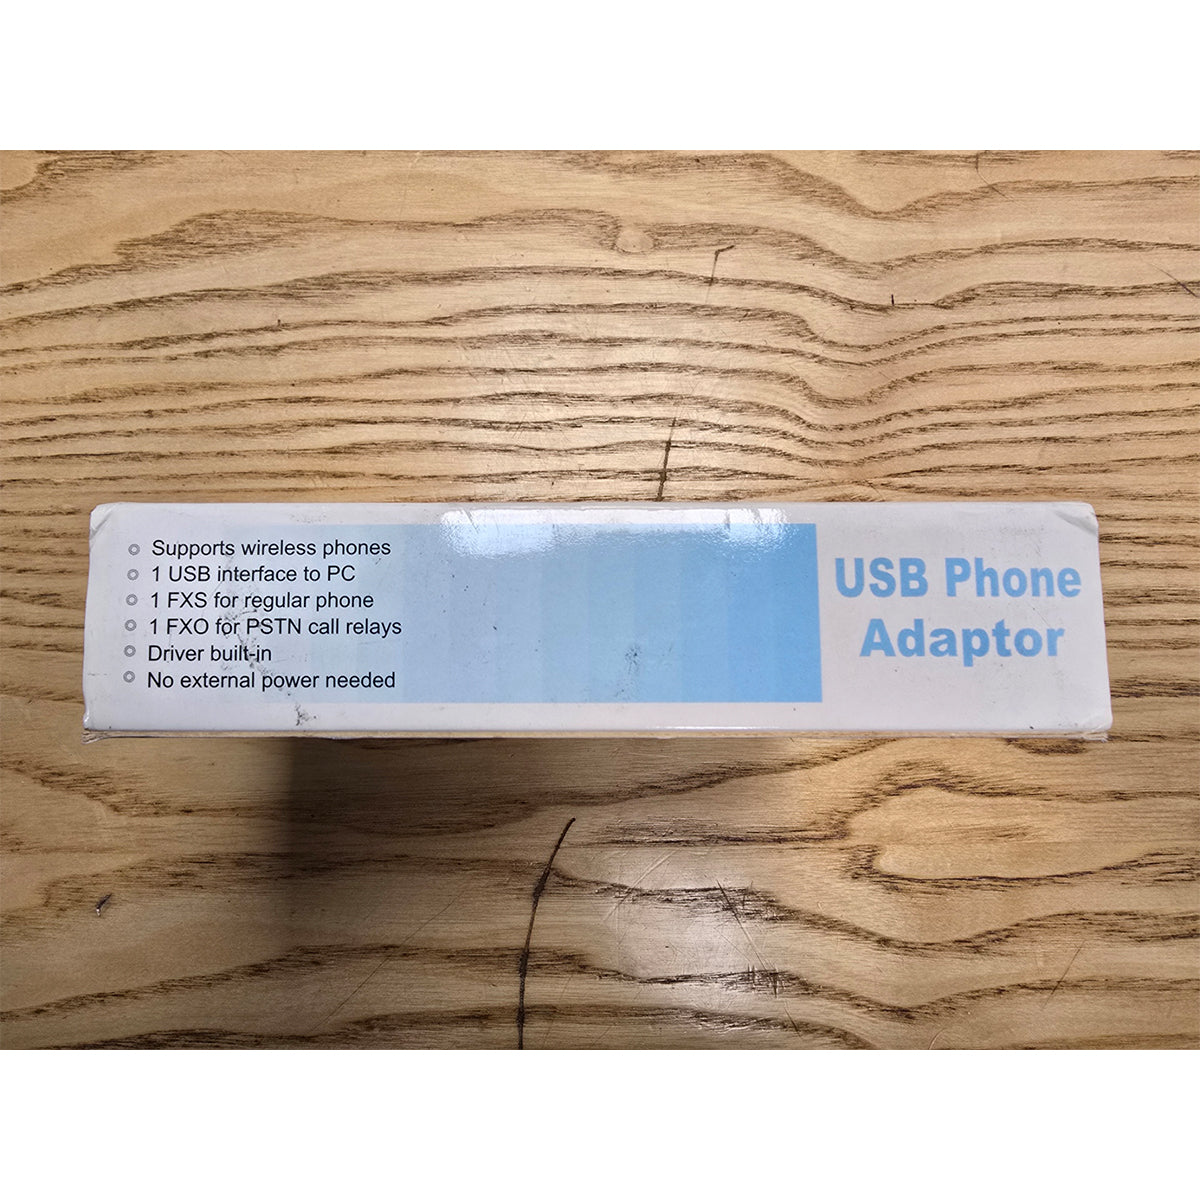 Supports wireless phones
1 USB interface to PC
1 FXS for regular phone
1 FXO for PSTN call relays
Driver built-in
No external power needed
USB Phone
Adaptor